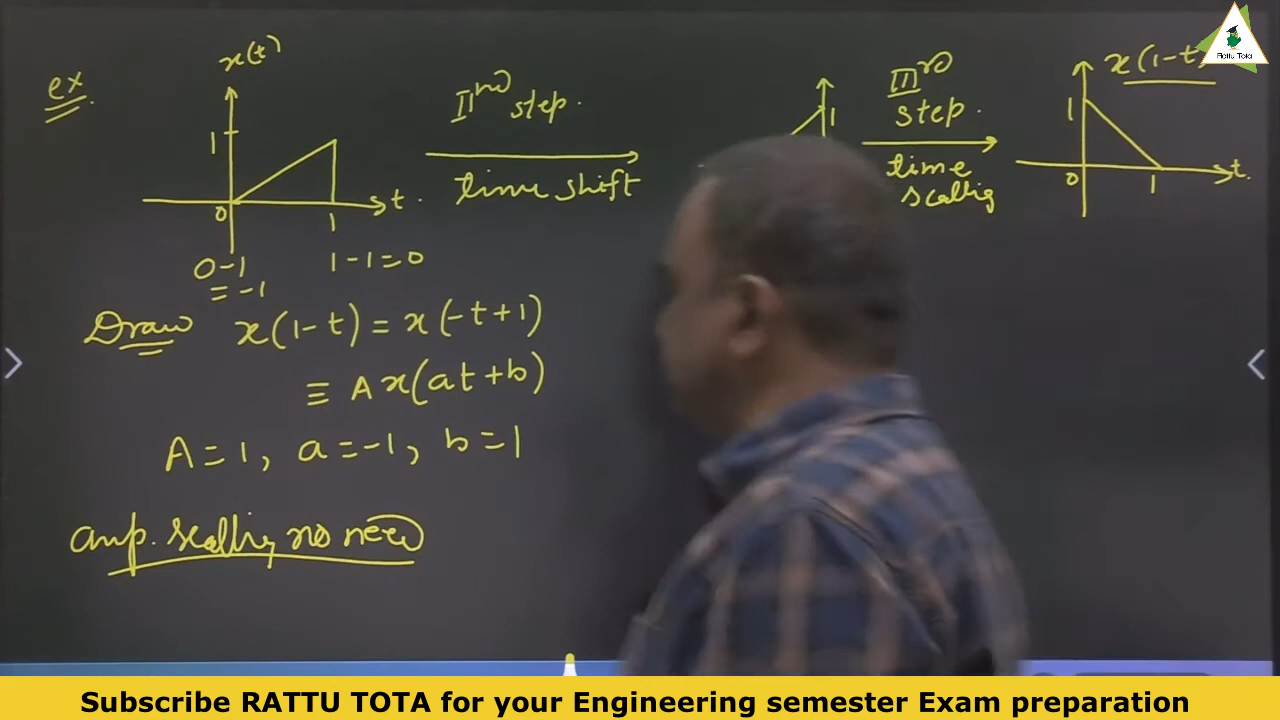 ex
x(t)
1
0
1
t.
0-1
= -1
1-1=0
IInd step.
time shift
1
IIIrd
step.
time
scalling
x(1-t)
1
0
1
t.
Draw x(1-t) = x(-t+1)
≡ A x(at+b)
A=1, a=-1, b=1
amp. scalling no need
Rattu Tota
Subscribe RATTU TOTA for your Engineering semester Exam preparation